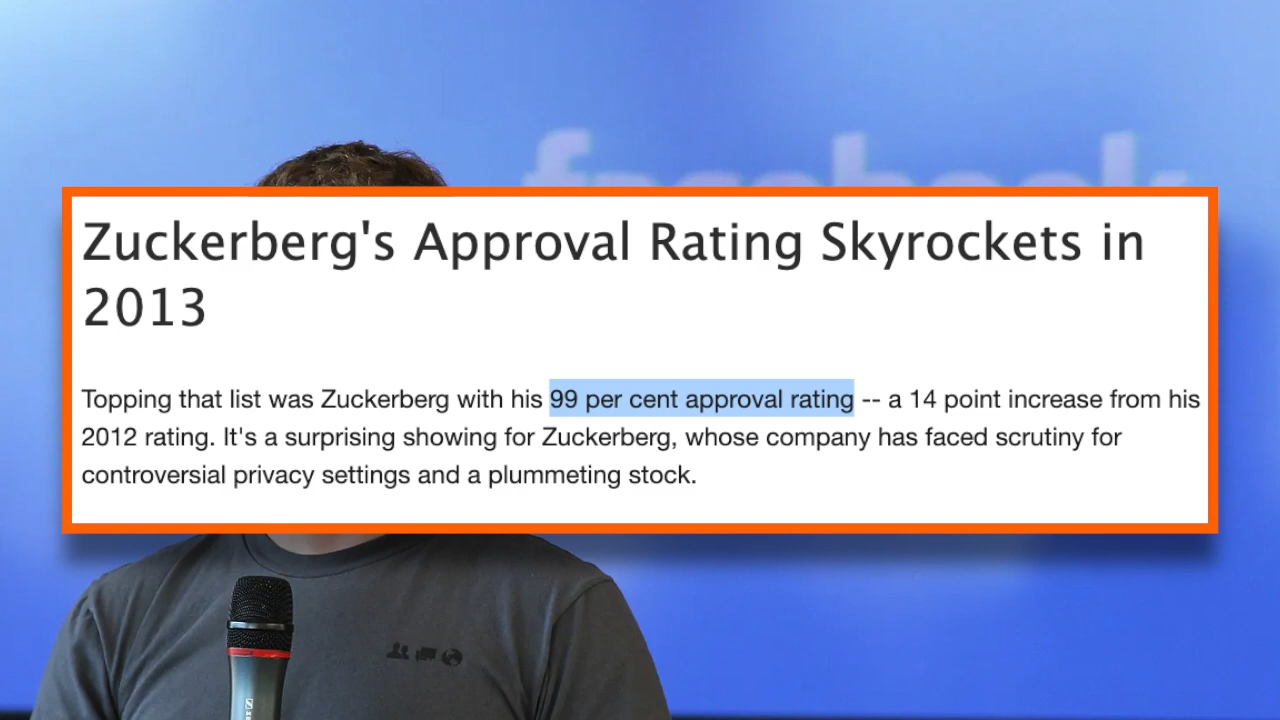 facebook
Zuckerberg's Approval Rating Skyrockets in
2013
Topping that list was Zuckerberg with his 99 per cent approval rating -- a 14 point increase from his
2012 rating. It's a surprising showing for Zuckerberg, whose company has faced scrutiny for
controversial privacy settings and a plummeting stock.